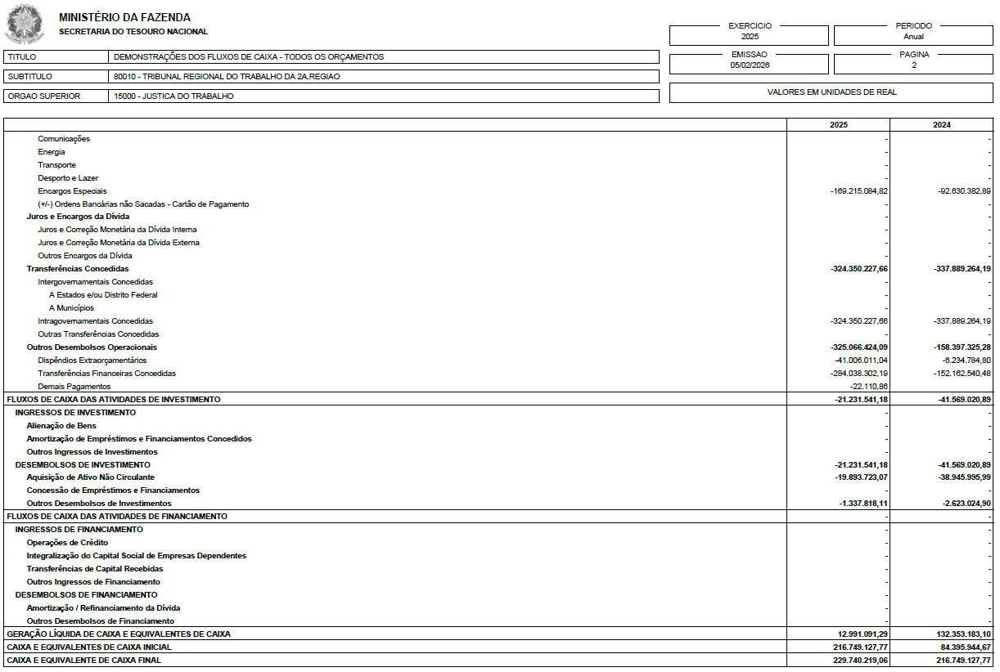 MINISTÉRIO DA FAZENDA
SECRETARIA DO TESOURO NACIONAL
EXERCICIO
2025
PERIODO
Anual
EMISSAO
05/02/2026
PAGINA
2
TITULO DEMONSTRAÇÕES DOS FLUXOS DE CAIXA - TODOS OS ORÇAMENTOS
SUBTITULO 80010 - TRIBUNAL REGIONAL DO TRABALHO DA 2A.REGIAO
ORGAO SUPERIOR 15000 - JUSTICA DO TRABALHO
VALORES EM UNIDADES DE REAL
2025 2024
Comunicações - -
Energia - -
Transporte - -
Desporto e Lazer - -
Encargos Especiais -169.215.084,82 -92.630.382,89
(+/-) Ordens Bancárias não Sacadas - Cartão de Pagamento - -
Juros e Encargos da Dívida - -
Juros e Correção Monetária da Dívida Interna - -
Juros e Correção Monetária da Dívida Externa - -
Outros Encargos da Dívida - -
Transferências Concedidas -324.350.227,66 -337.889.264,19
Intergovernamentais Concedidas - -
A Estados e/ou Distrito Federal - -
A Municípios - -
Intragovernamentais Concedidas -324.350.227,66 -337.889.264,19
Outras Transferências Concedidas - -
Outros Desembolsos Operacionais -325.066.424,09 -158.397.325,28
Dispêndios Extraorçamentários -41.006.011,04 -6.234.784,80
Transferências Financeiras Concedidas -284.038.302,19 -152.162.540,48
Demais Pagamentos -22.110,86
FLUXOS DE CAIXA DAS ATIVIDADES DE INVESTIMENTO -21.231.541,18 -41.569.020,89
INGRESSOS DE INVESTIMENTO - -
Alienação de Bens - -
Amortização de Empréstimos e Financiamentos Concedidos - -
Outros Ingressos de Investimentos - -
DESEMBOLSOS DE INVESTIMENTO -21.231.541,18 -41.569.020,89
Aquisição de Ativo Não Circulante -19.893.723,07 -38.945.995,99
Concessão de Empréstimos e Financiamentos - -
Outros Desembolsos de Investimentos -1.337.818,11 -2.623.024,90
FLUXOS DE CAIXA DAS ATIVIDADES DE FINANCIAMENTO - -
INGRESSOS DE FINANCIAMENTO - -
Operações de Crédito - -
Integralização do Capital Social de Empresas Dependentes - -
Transferências de Capital Recebidas - -
Outros Ingressos de Financiamento - -
DESEMBOLSOS DE FINANCIAMENTO - -
Amortização / Refinanciamento da Dívida - -
Outros Desembolsos de Financiamento - -
GERAÇÃO LÍQUIDA DE CAIXA E EQUIVALENTES DE CAIXA 12.991.091,29 132.353.183,10
CAIXA E EQUIVALENTES DE CAIXA INICIAL 216.749.127,77 84.395.944,67
CAIXA E EQUIVALENTE DE CAIXA FINAL 229.740.219,06 216.749.127,77